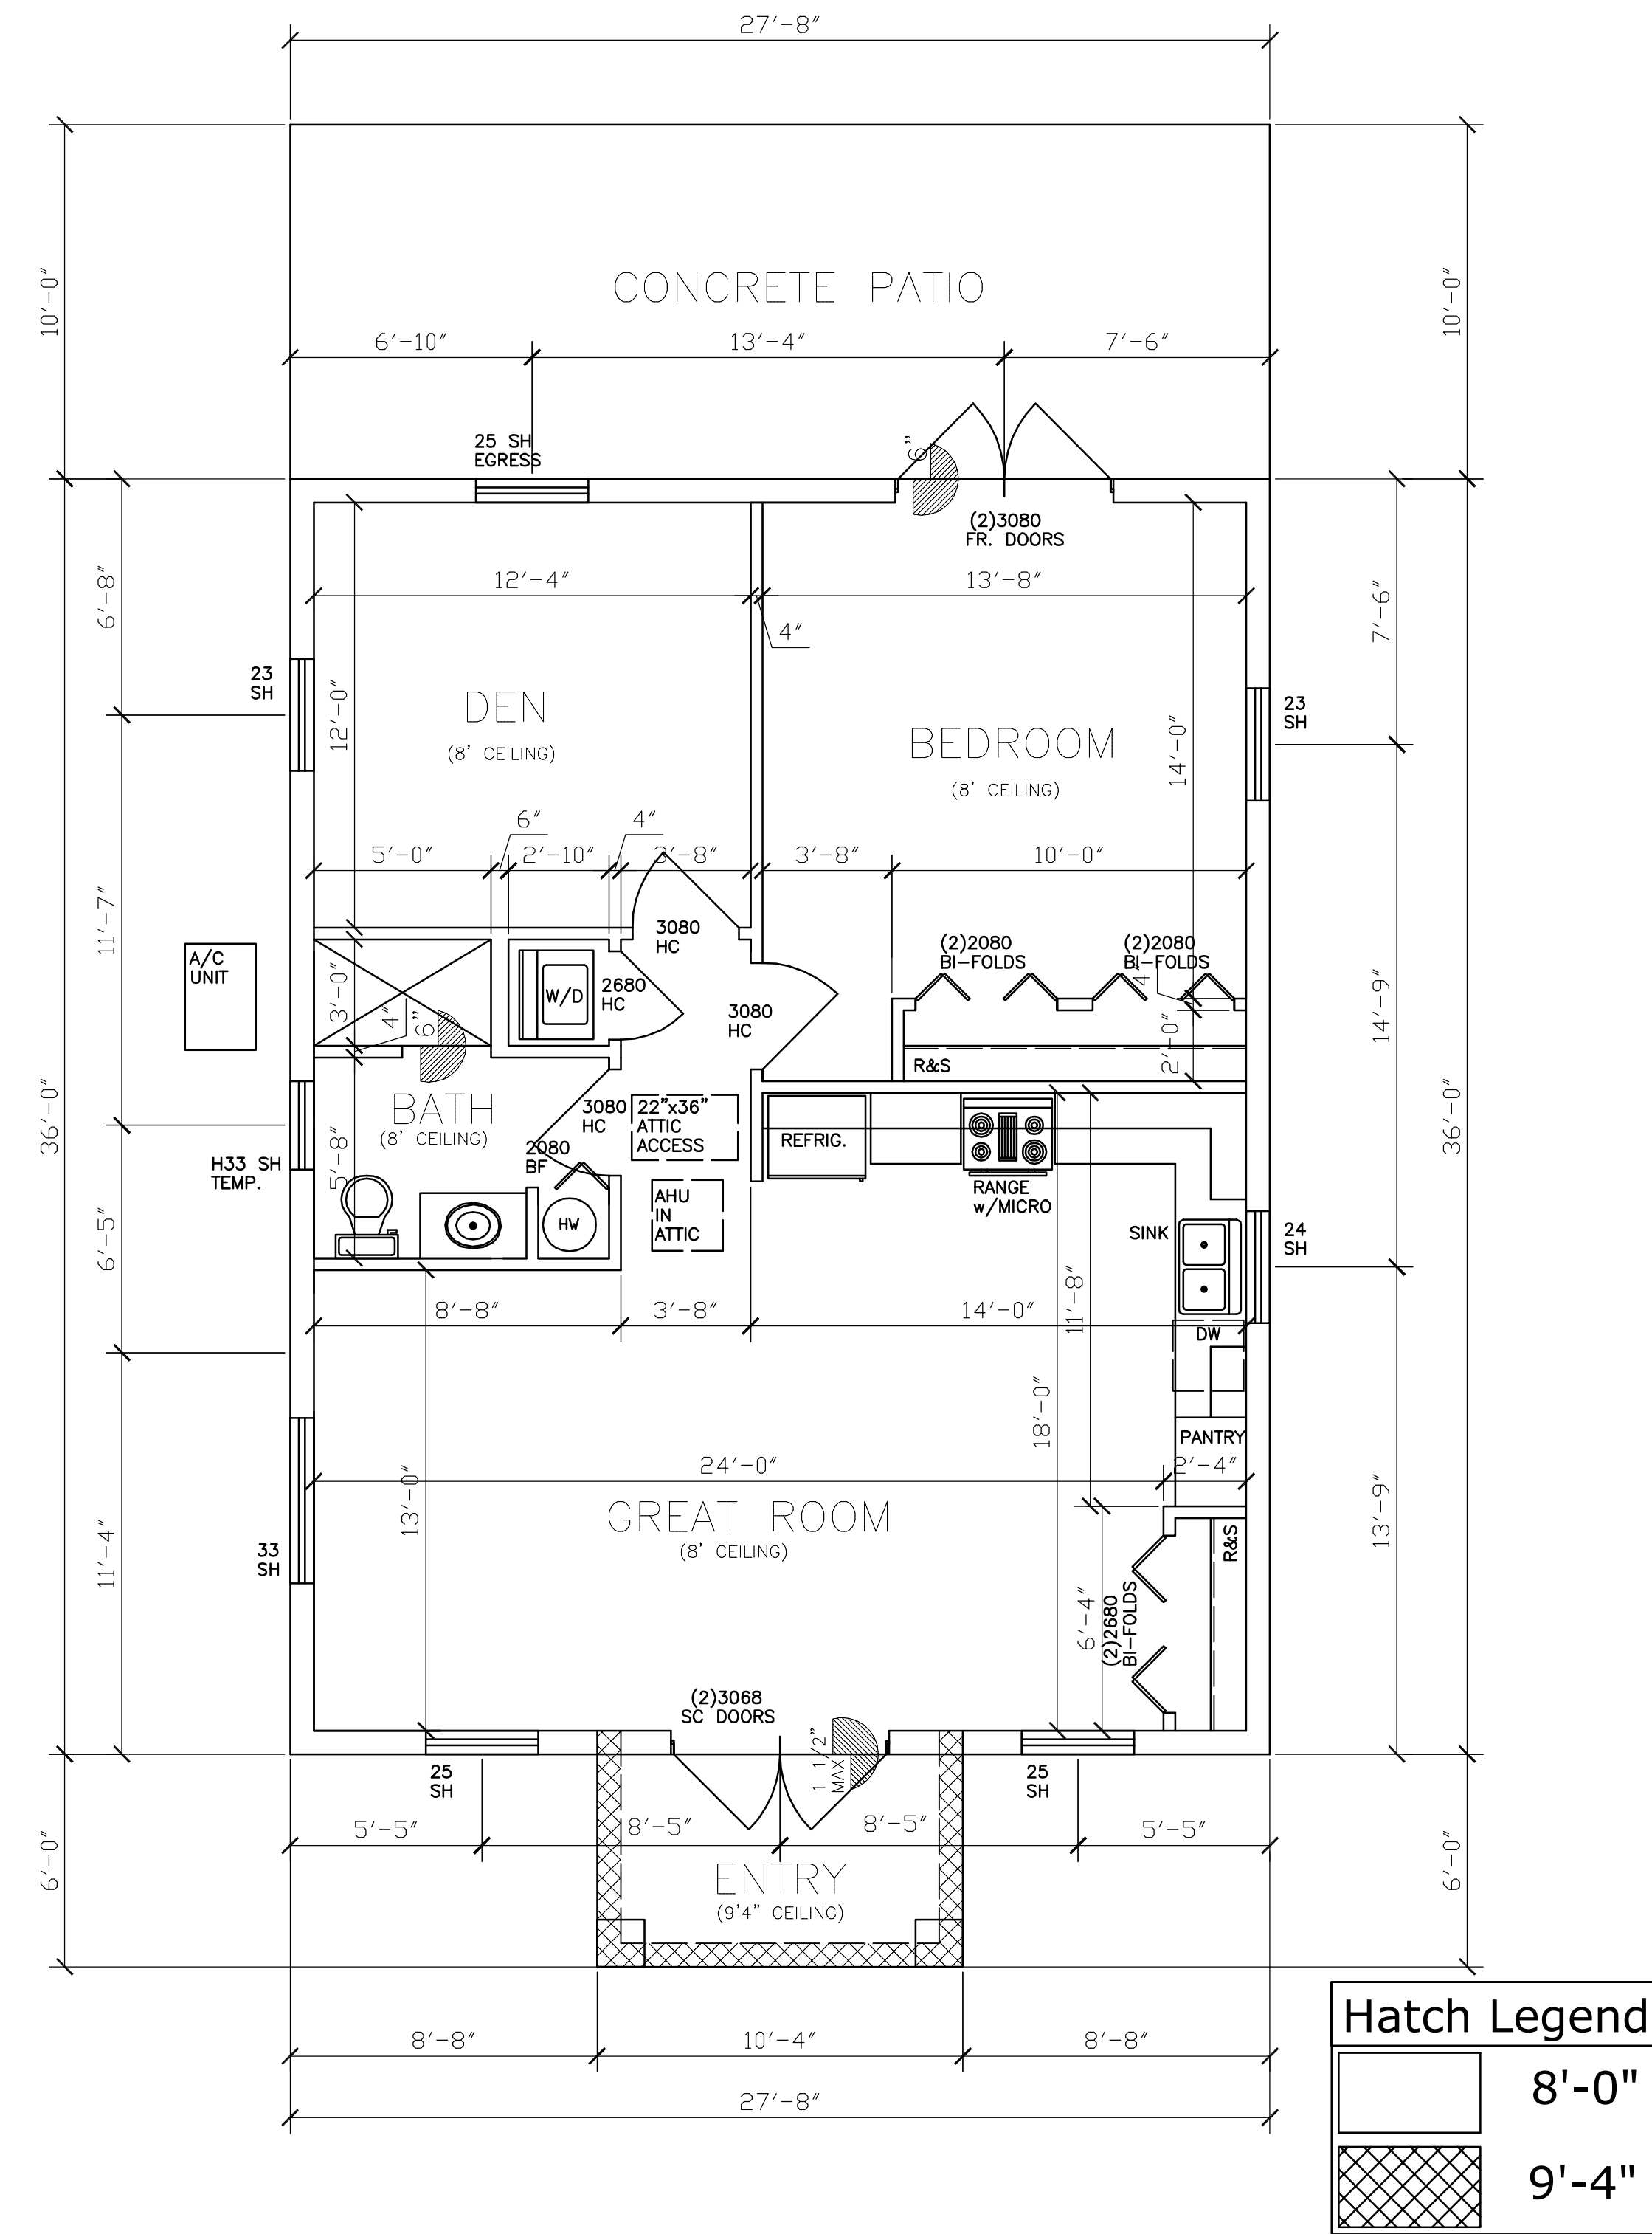 27'-8"
10'-0"
10'-0"
CONCRETE PATIO
6'-10"
13'-4"
7'-6"
25 SH
EGRESS
6"
(2)3080
FR. DOORS
12'-4"
13'-8"
4"
6'-8"
7'-6"
23
SH
12'-0"
DEN
(8' CEILING)
BEDROOM
(8' CEILING)
14'-0"
23
SH
6"
4"
5'-0"
2'-10"
3'-8"
3'-8"
10'-0"
11'-7"
3080
HC
(2)2080
BI-FOLDS
(2)2080
BI-FOLDS
4"
A/C
UNIT
3'-0"
4"
6"
W/D
2680
HC
3080
HC
14'-9"
2'-0"
R&S
36'-0"
36'-0"
BATH
(8' CEILING)
5'-8"
3080
HC
22"x36"
ATTIC
ACCESS
REFRIG.
2080
BF
H33 SH
TEMP.
RANGE
w/MICRO
AHU
IN
ATTIC
HW
SINK
24
SH
6'-5"
8'-8"
3'-8"
14'-0"
11'-8"
DW
18'-0"
PANTRY
24'-0"
2'-4"
13'-0"
GREAT ROOM
(8' CEILING)
13'-9"
11'-4"
33
SH
R&S
6'-4"
(2)2680
BI-FOLDS
(2)3068
SC DOORS
1 1/2"
MAX
25
SH
25
SH
5'-5"
8'-5"
8'-5"
5'-5"
6'-0"
6'-0"
ENTRY
(9'4" CEILING)
8'-8"
10'-4"
8'-8"
27'-8"
Hatch Legend
8'-0"
9'-4"